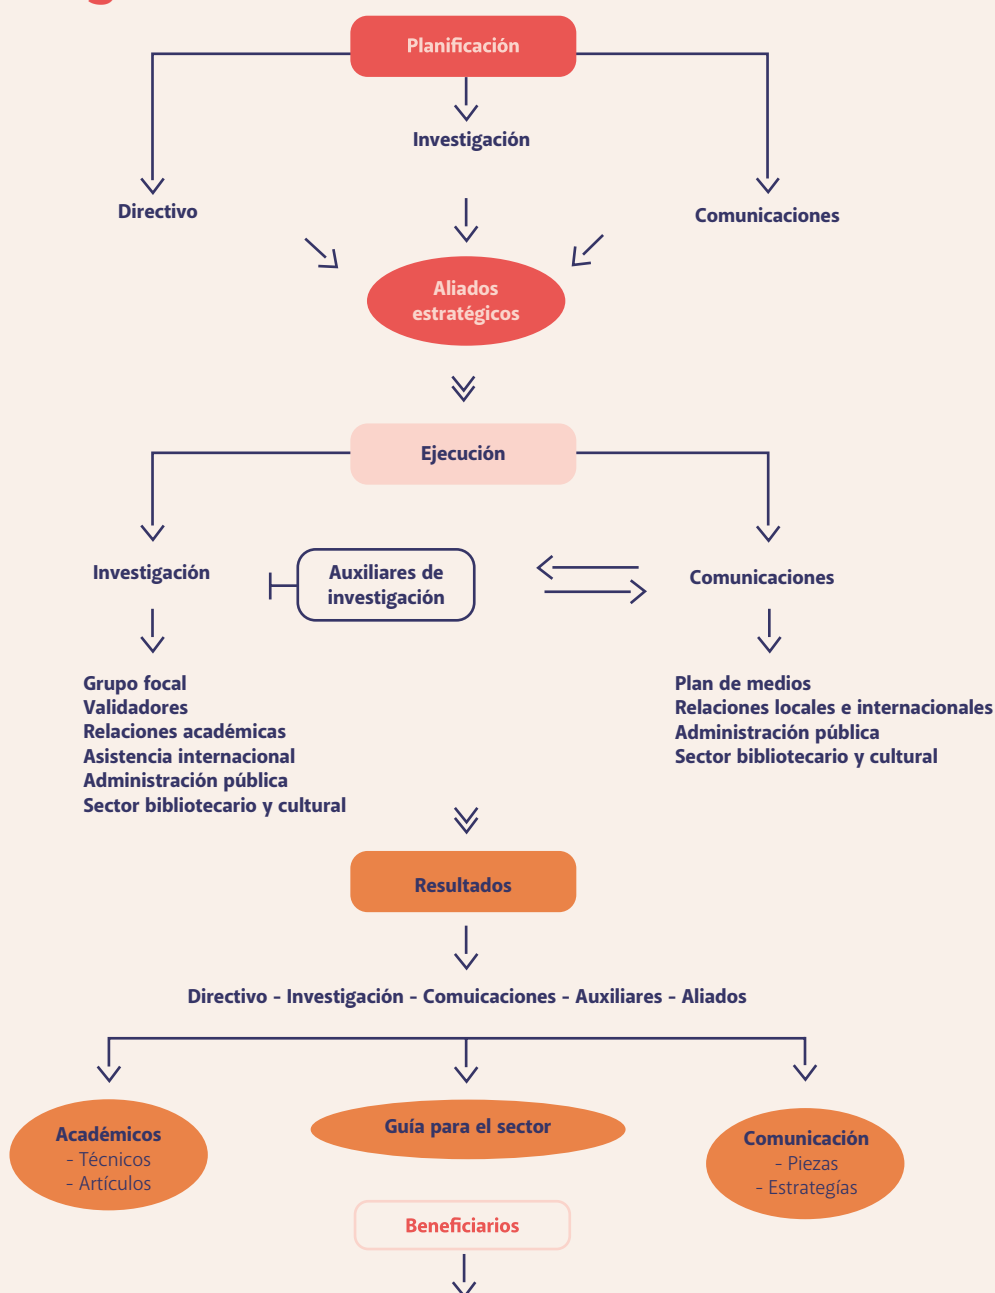 Planificación
Investigación
Directivo
Comunicaciones
Aliados
estratégicos
Ejecución
Investigación
Auxiliares de
investigación
Comunicaciones
Grupo focal
Validadores
Relaciones académicas
Asistencia internacional
Administración pública
Sector bibliotecario y cultural
Plan de medios
Relaciones locales e internacionales
Administración pública
Sector bibliotecario y cultural
Resultados
Directivo - Investigación - Comuicaciones - Auxiliares - Aliados
Académicos
- Técnicos
- Artículos
Guía para el sector
Comunicación
- Piezas
- Estrategías
Beneficiarios